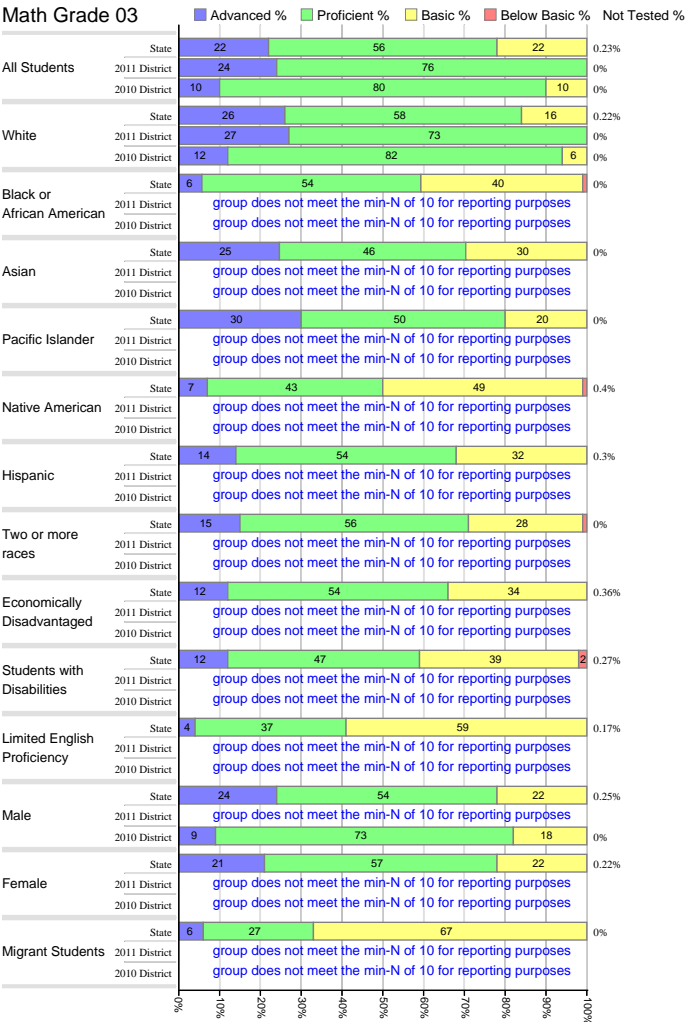 Math Grade 03 Advanced % Proficient % Basic % Below Basic % Not Tested %
State 22 56 22 0.23%
All Students 2011 District 24 76 0%
2010 District 10 80 10 0%
State 26 58 16 0.22%
White 2011 District 27 73 0%
2010 District 12 82 6 0%
Black or State 6 54 40 0%
African American 2011 District group does not meet the min-N of 10 for reporting purposes
2010 District group does not meet the min-N of 10 for reporting purposes
State 25 46 30 0%
Asian 2011 District group does not meet the min-N of 10 for reporting purposes
2010 District group does not meet the min-N of 10 for reporting purposes
State 30 50 20 0%
Pacific Islander 2011 District group does not meet the min-N of 10 for reporting purposes
2010 District group does not meet the min-N of 10 for reporting purposes
State 7 43 49 0.4%
Native American 2011 District group does not meet the min-N of 10 for reporting purposes
2010 District group does not meet the min-N of 10 for reporting purposes
State 14 54 32 0.3%
Hispanic 2011 District group does not meet the min-N of 10 for reporting purposes
2010 District group does not meet the min-N of 10 for reporting purposes
State 15 56 28 0%
Two or more 2011 District group does not meet the min-N of 10 for reporting purposes
races 2010 District group does not meet the min-N of 10 for reporting purposes
State 12 54 34 0.36%
Economically 2011 District group does not meet the min-N of 10 for reporting purposes
Disadvantaged 2010 District group does not meet the min-N of 10 for reporting purposes
State 12 47 39 2 0.27%
Students with 2011 District group does not meet the min-N of 10 for reporting purposes
Disabilities 2010 District group does not meet the min-N of 10 for reporting purposes
State 4 37 59 0.17%
Limited English 2011 District group does not meet the min-N of 10 for reporting purposes
Proficiency 2010 District group does not meet the min-N of 10 for reporting purposes
State 24 54 22 0.25%
Male 2011 District group does not meet the min-N of 10 for reporting purposes
2010 District 9 73 18 0%
State 21 57 22 0.22%
Female 2011 District group does not meet the min-N of 10 for reporting purposes
2010 District group does not meet the min-N of 10 for reporting purposes
State 6 27 67 0%
Migrant Students 2011 District group does not meet the min-N of 10 for reporting purposes
2010 District group does not meet the min-N of 10 for reporting purposes
0% 10% 20% 30% 40% 50% 60% 70% 80% 90% 100%